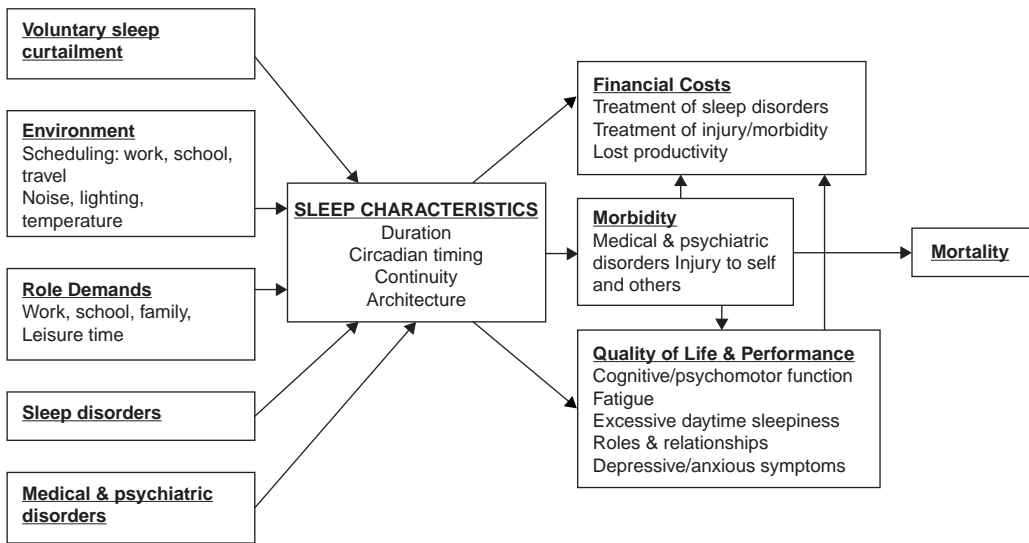 Voluntary sleep
curtailment
Environment
Scheduling: work, school,
travel
Noise, lighting,
temperature
Role Demands
Work, school, family,
Leisure time
Sleep disorders
Medical & psychiatric
disorders
SLEEP CHARACTERISTICS
Duration
Circadian timing
Continuity
Architecture
Financial Costs
Treatment of sleep disorders
Treatment of injury/morbidity
Lost productivity
Morbidity
Medical & psychiatric
disorders Injury to self
and others
Quality of Life & Performance
Cognitive/psychomotor function
Fatigue
Excessive daytime sleepiness
Roles & relationships
Depressive/anxious symptoms
Mortality